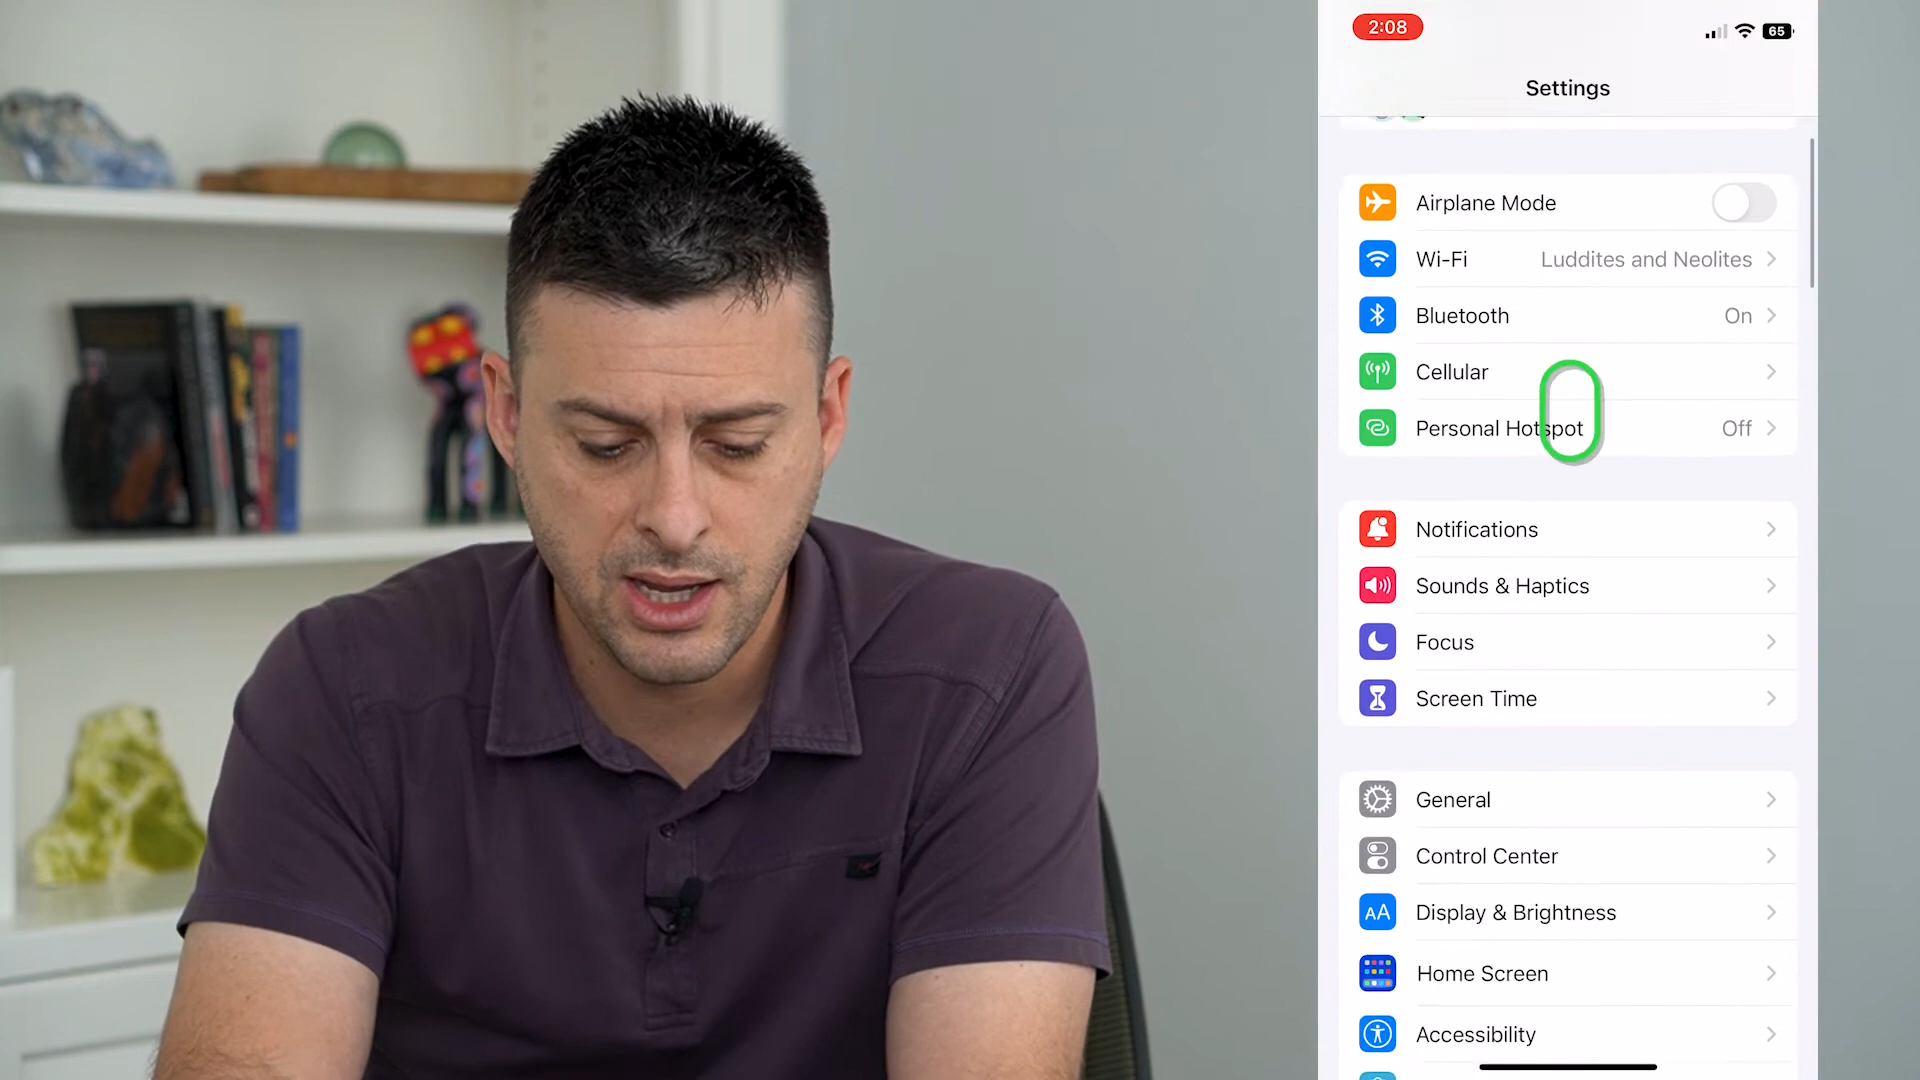 2:08
65
Settings
Airplane Mode
Wi-Fi Luddites and Neolites
Bluetooth On
Cellular
Personal Hotspot Off
Notifications
Sounds & Haptics
Focus
Screen Time
General
Control Center
AA Display & Brightness
Home Screen
Accessibility